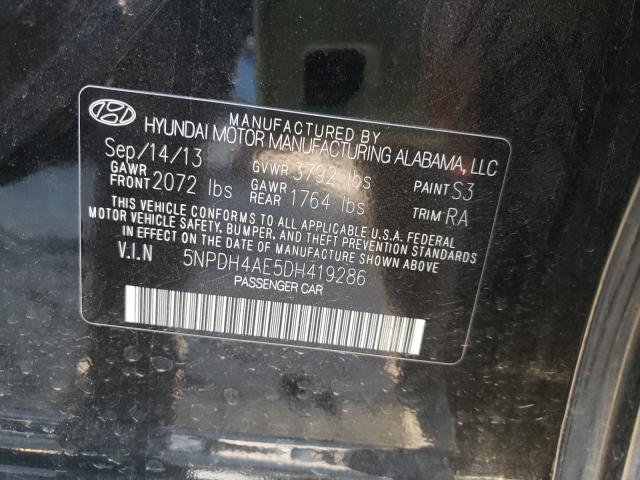 MANUFACTURED BY
HYUNDAI MOTOR MANUFACTURING ALABAMA, LLC
Sep/14/13 GVWR 3792 lbs PAINT S3
GAWR FRONT 2072 lbs GAWR REAR 1764 lbs TRIM RA
THIS VEHICLE CONFORMS TO ALL APPLICABLE U.S.A. FEDERAL
MOTOR VEHICLE SAFETY, BUMPER, AND THEFT PREVENTION STANDARDS
IN EFFECT ON THE DATE OF MANUFACTURE SHOWN ABOVE
V.I.N 5NPDH4AE5DH419286
PASSENGER CAR